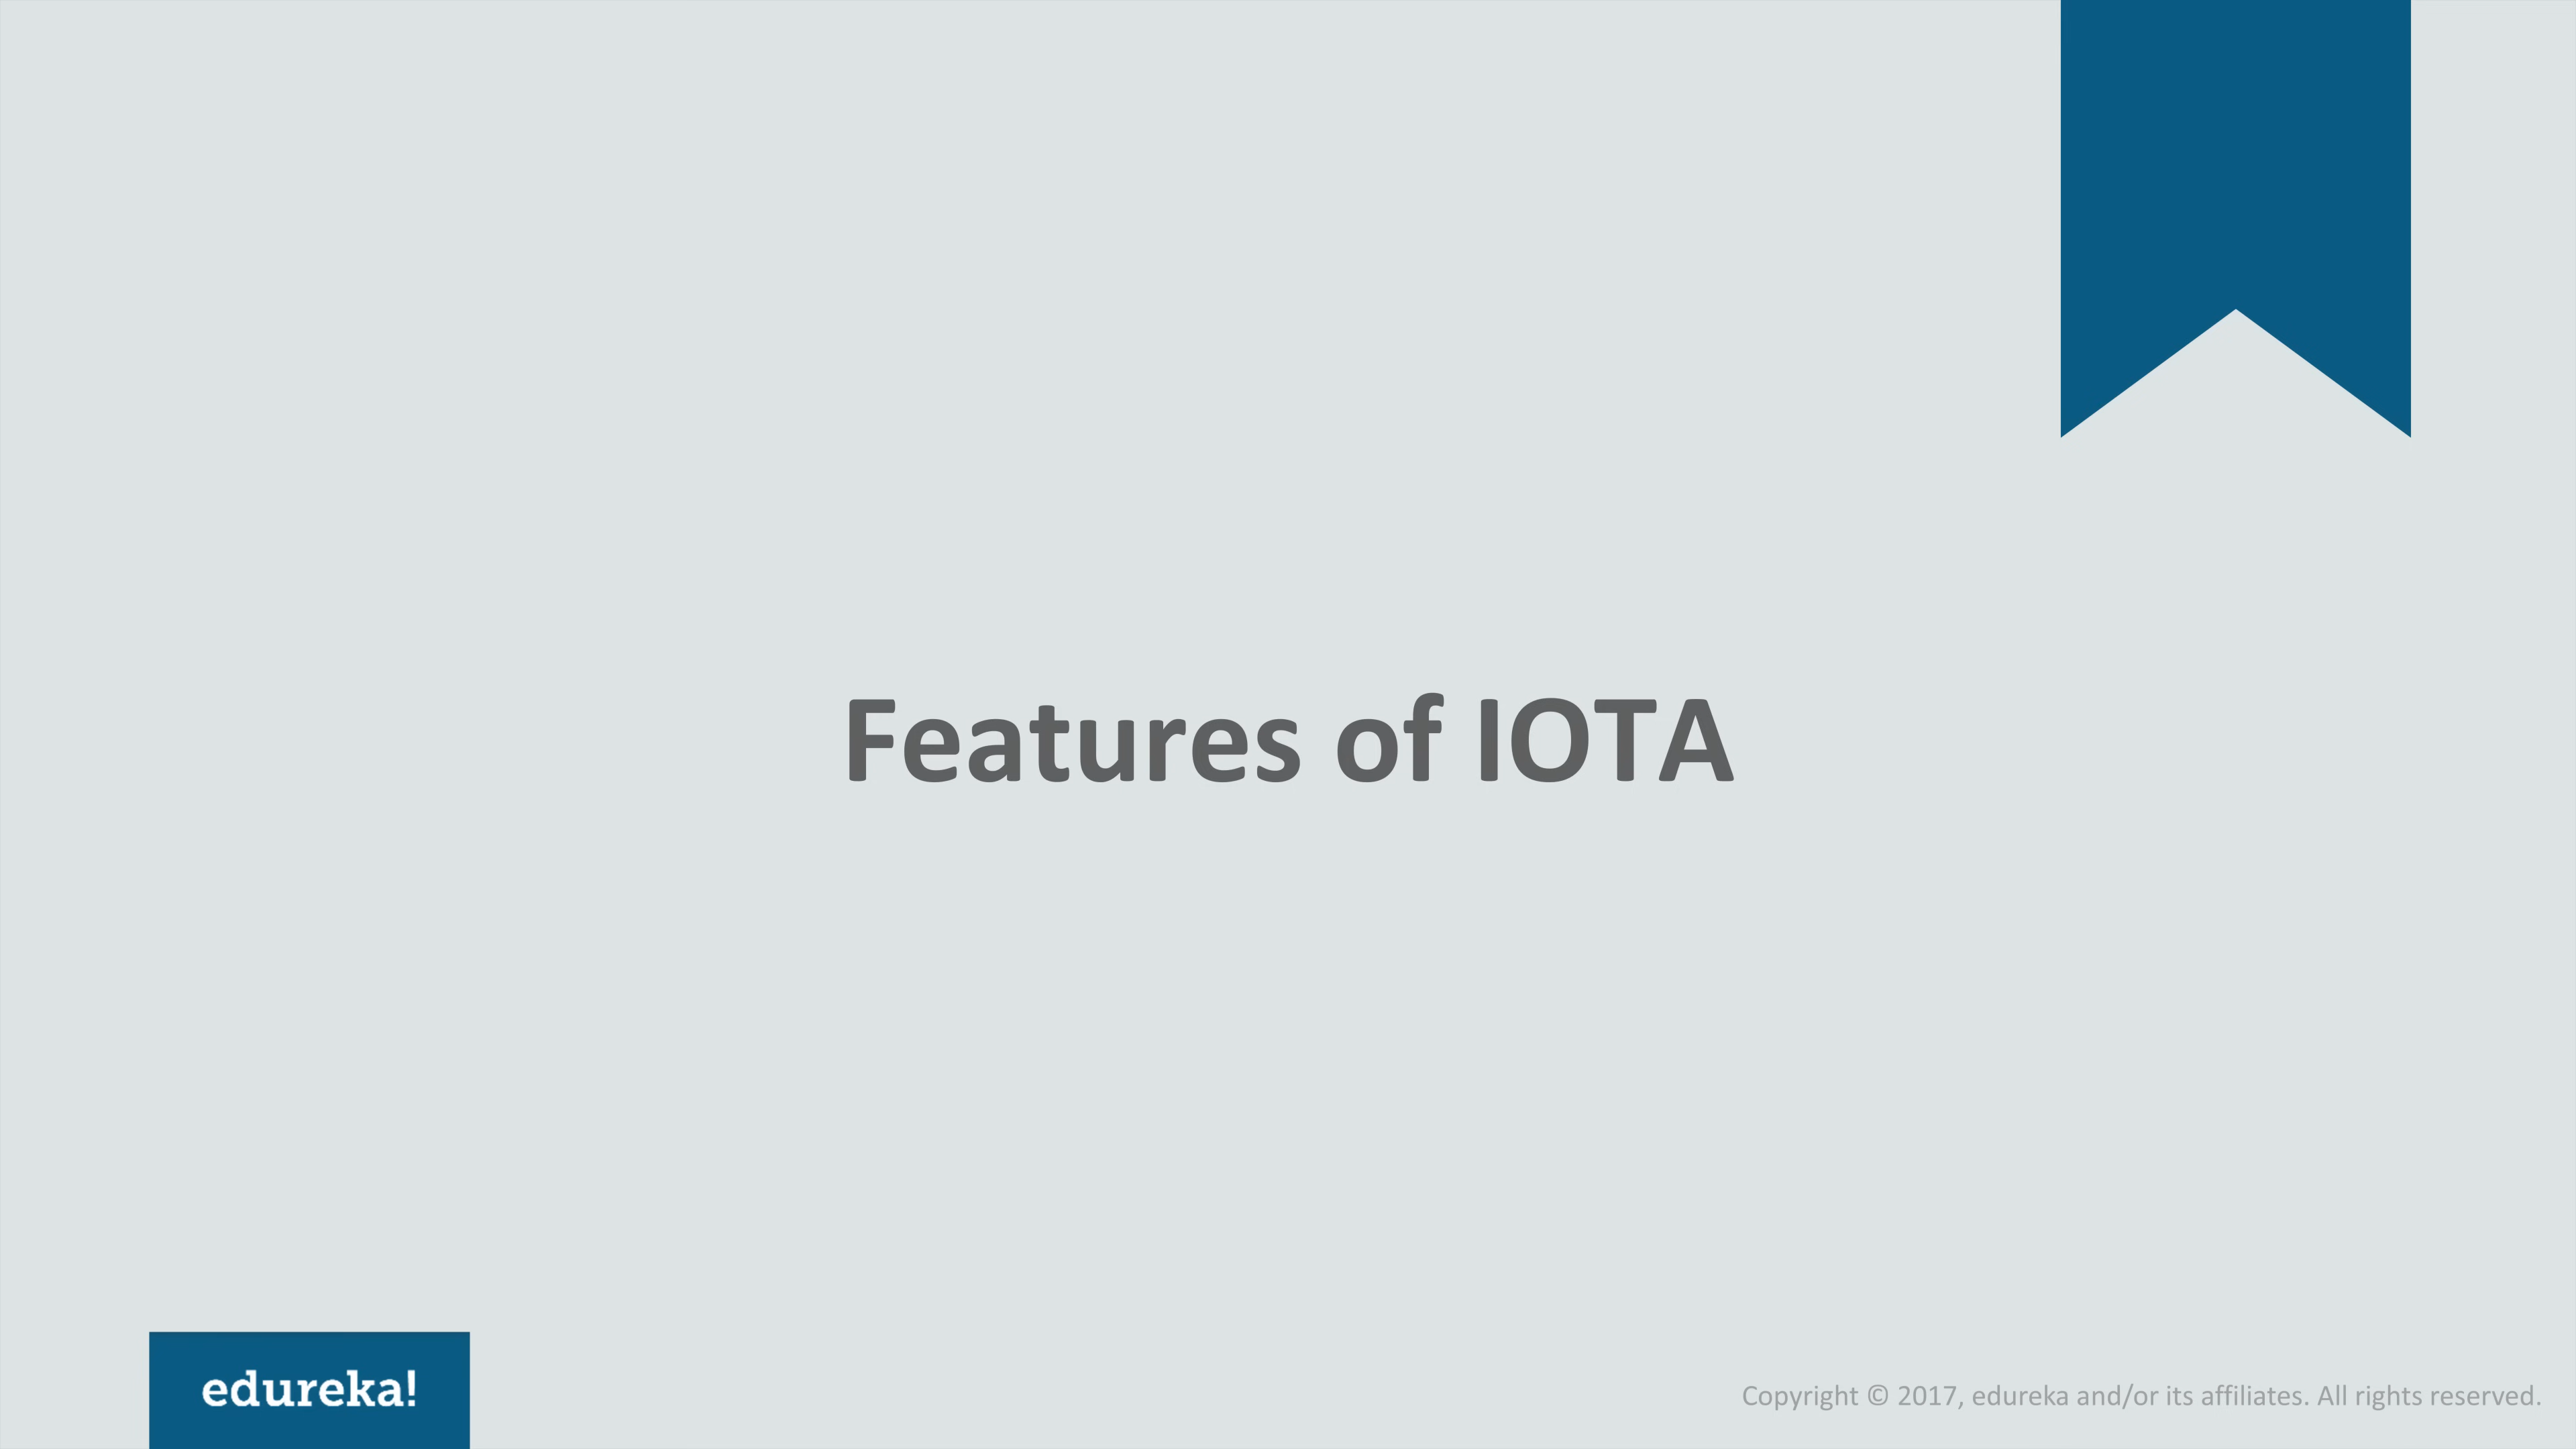 Features of IOTA
edureka!
Copyright © 2017, edureka and/or its affiliates. All rights reserved.